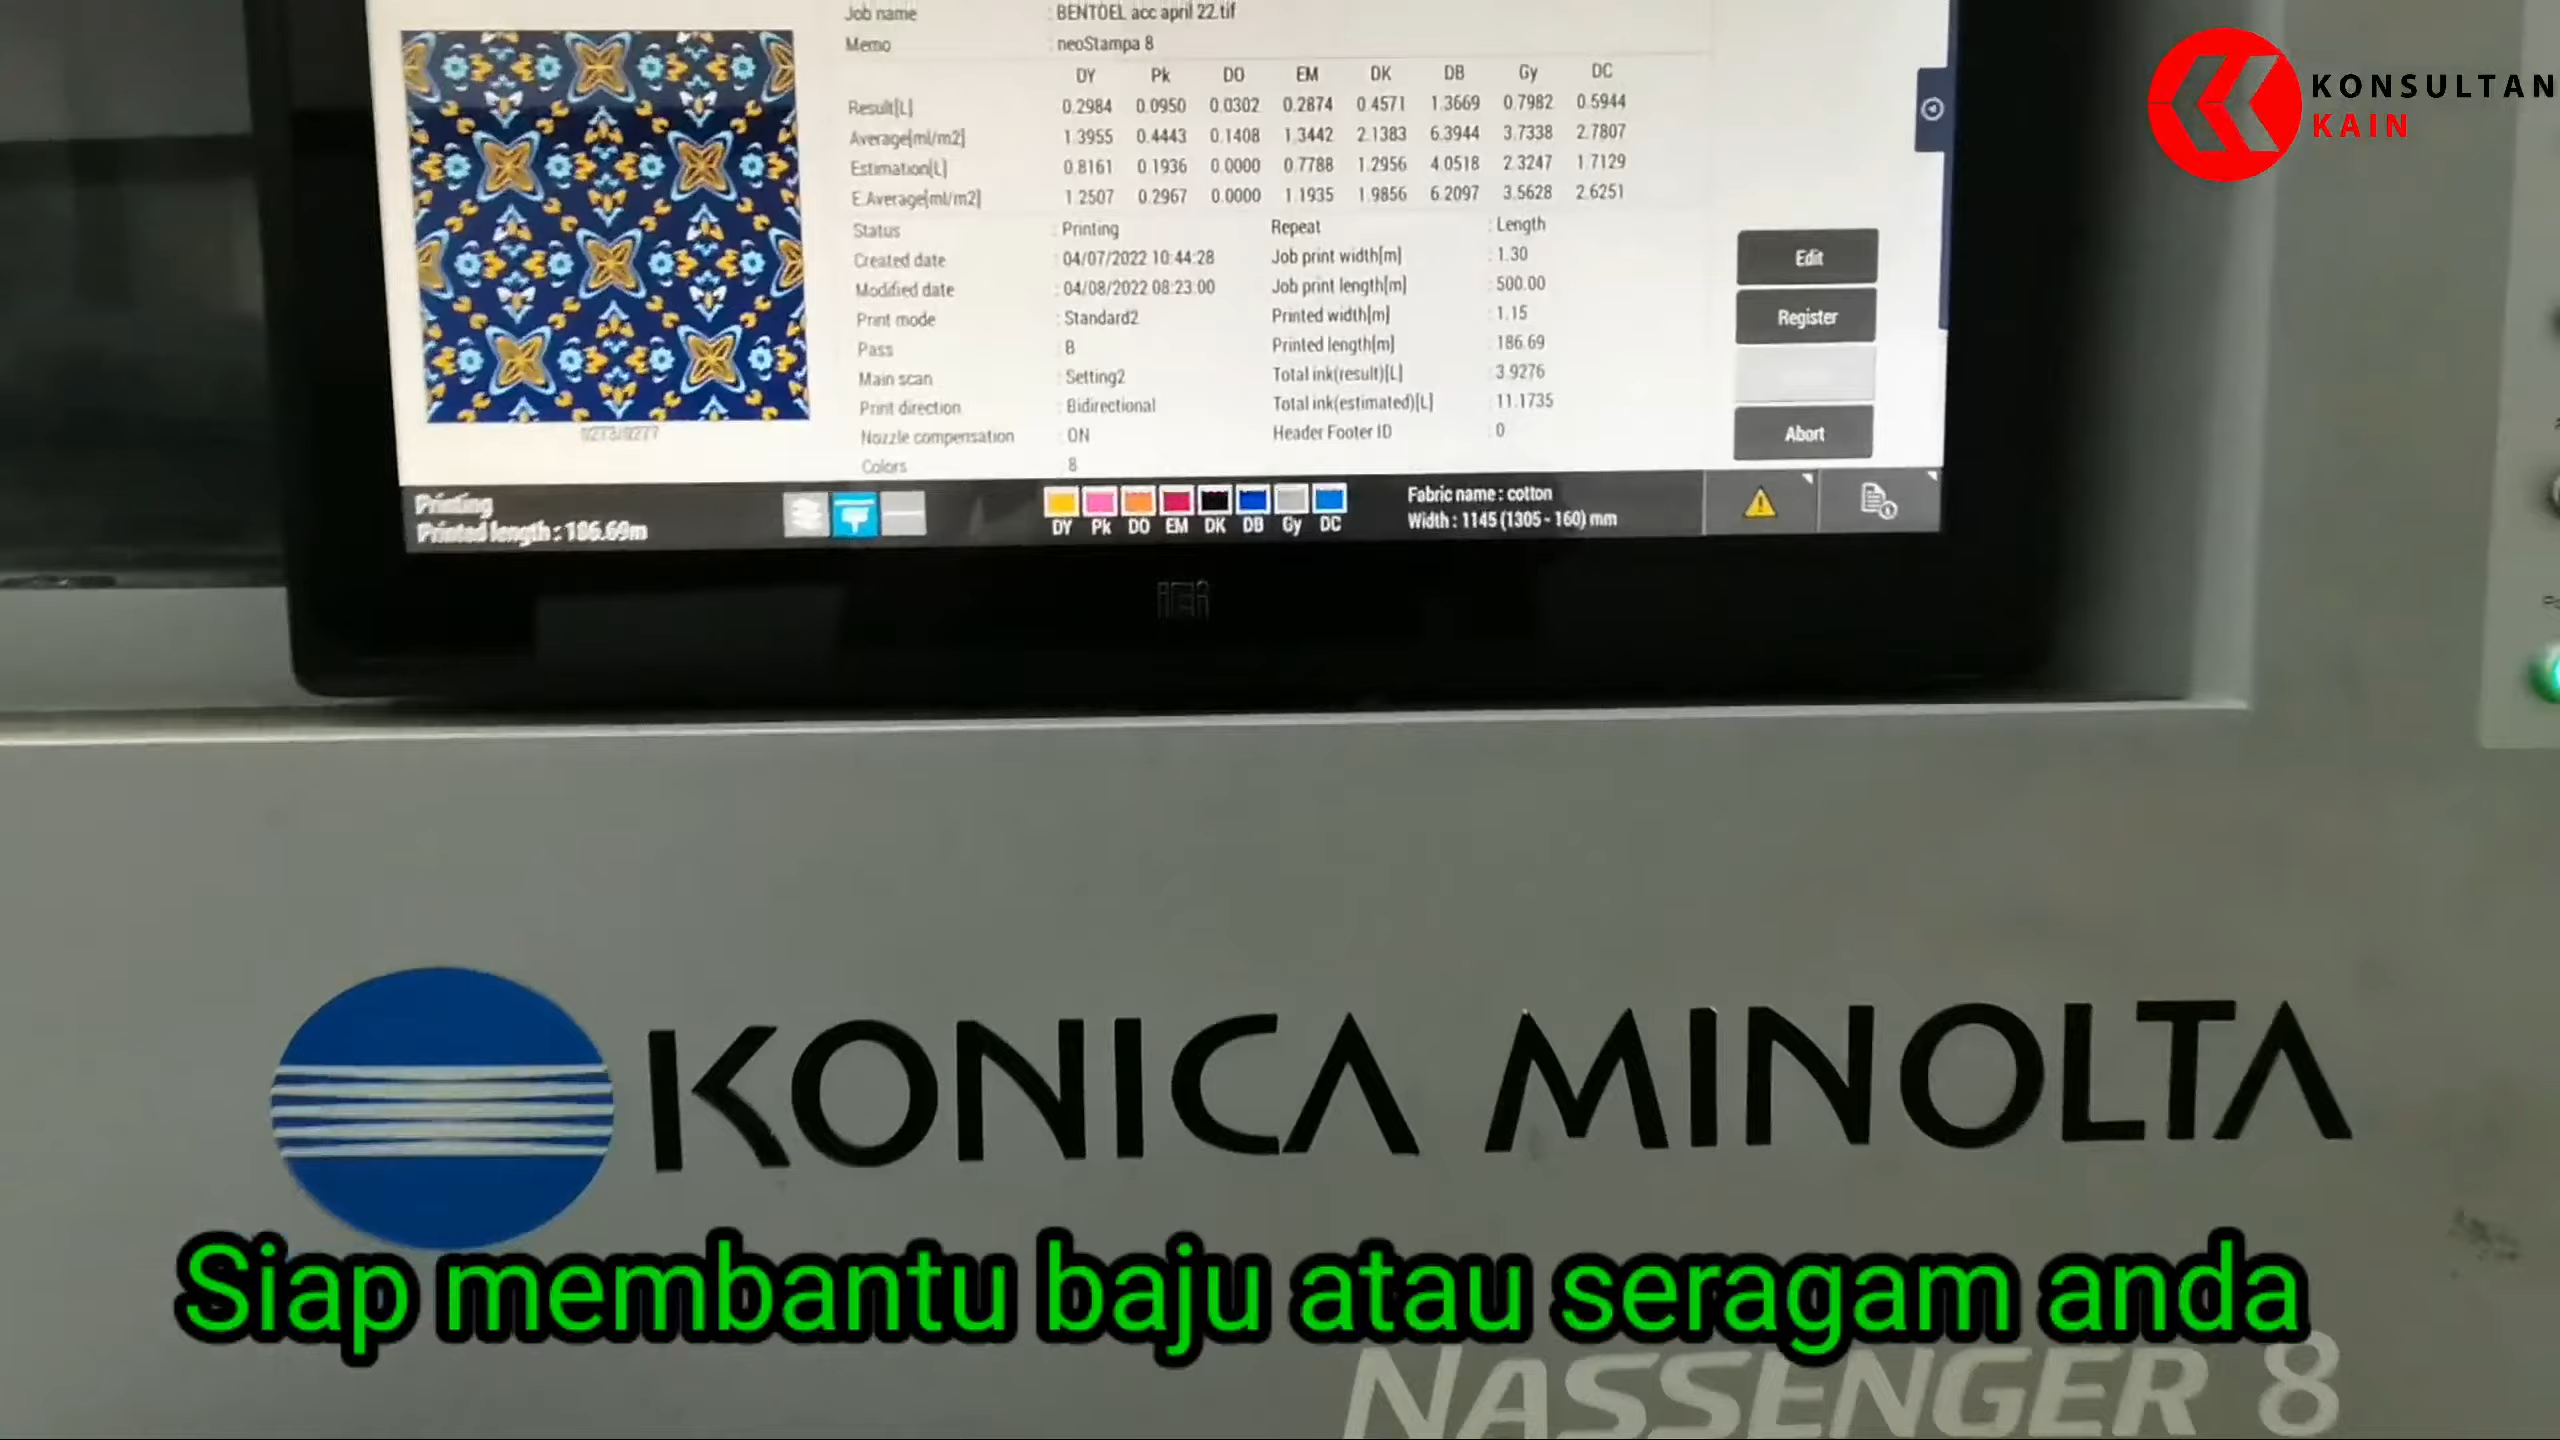 Job name : BENTOEL acc april 22.tif
Memo : neoStampa 8
DY Pk DO EM DK DB Gy DC
Result[L] 0.2984 0.0950 0.0302 0.2874 0.4571 1.3669 0.7982 0.5944
Average[ml/m2] 1.3955 0.4443 0.1408 1.3442 2.1383 6.3944 3.7338 2.7807
Estimation[L] 0.8161 0.1936 0.0000 0.7788 1.2956 4.0518 2.3247 1.7129
E.Average[ml/m2] 1.2507 0.2967 0.0000 1.1935 1.9856 6.2097 3.5628 2.6251
Status : Printing Repeat : Length
Created date : 04/07/2022 10:44:28 Job print width[m] : 1.30
Modified date : 04/08/2022 08:23:00 Job print length[m] : 500.00
Print mode : Standard2 Printed width[m] : 1.15
Pass : 8 Printed length[m] : 186.69
Main scan : Setting2 Total ink(result)[L] : 3.9276
Print direction : Bidirectional Total ink(estimated)[L] : 11.1735
Nozzle compensation : ON Header Footer ID : 0
Colors : 8
Edit
Register
Abort
Printing
Printed length : 186.69m
DY Pk DO EM DK DB Gy DC
Fabric name : cotton
Width : 1145 (1305 - 160) mm
KONSULTAN
KAIN
KONICA MINOLTA
Siap membantu baju atau seragam anda
NASSENGER 8